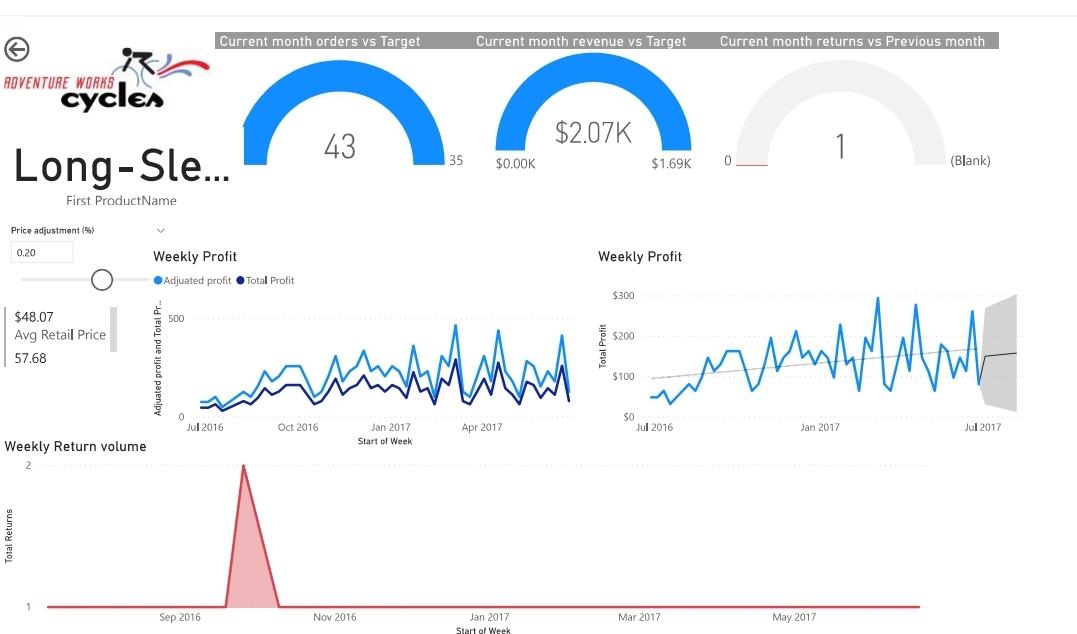 Current month orders vs Target
Current month revenue vs Target
Current month returns vs Previous month
ADVENTURE WORKS
cycles
43
35
$2.07K
$0.00K
$1.69K
1
0
(Blank)
Long-Sle...
First ProductName
Price adjustment (%)
0.20
$48.07
Avg Retail Price
57.68
Weekly Profit
Adjuated profit
Total Profit
Adjuated profit and Total Pr...
500
0
Jul 2016
Oct 2016
Jan 2017
Apr 2017
Start of Week
Weekly Profit
Total Profit
$300
$200
$100
$0
Jul 2016
Jan 2017
Jul 2017
Weekly Return volume
Total Returns
2
1
Sep 2016
Nov 2016
Jan 2017
Mar 2017
May 2017
Start of Week